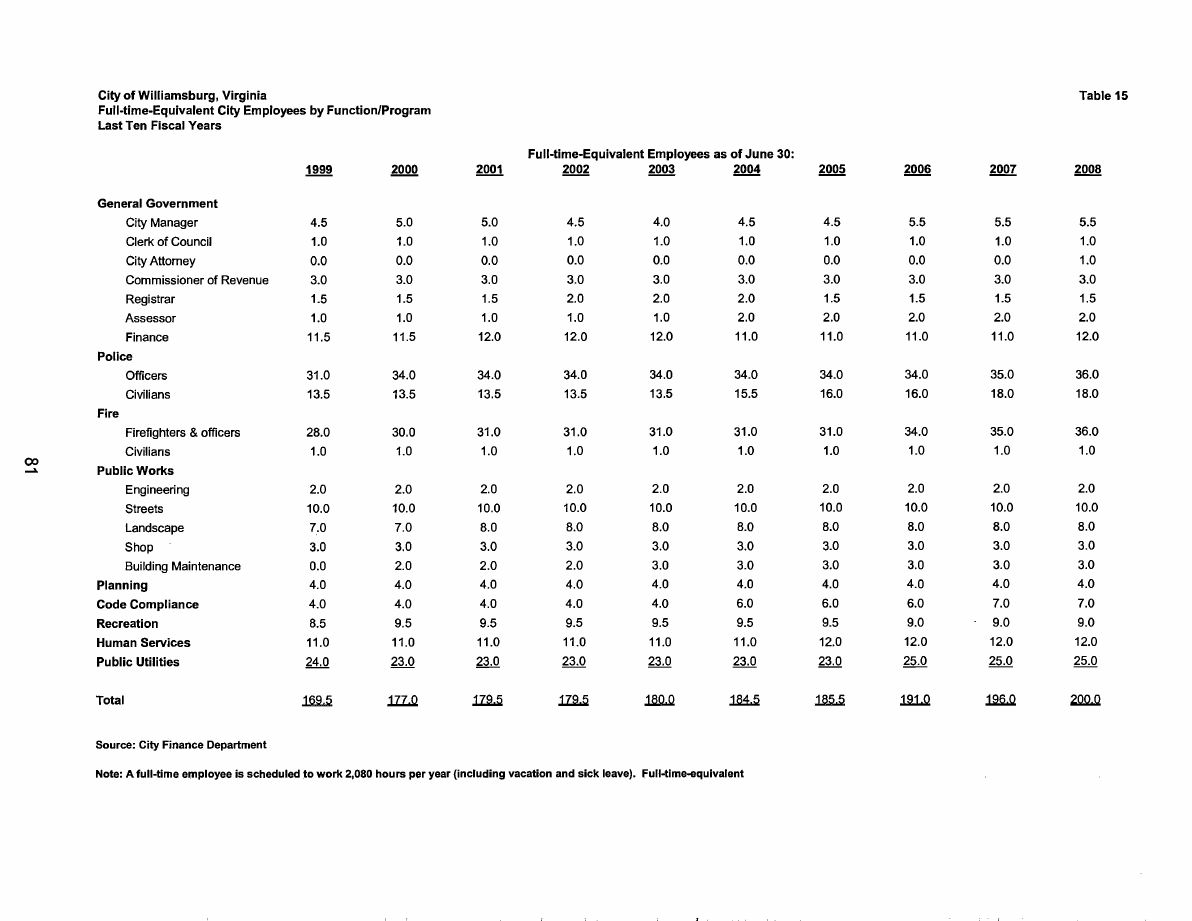 City of Williamsburg, Virginia Table 15
Full-time-Equivalent City Employees by Function/Program
Last Ten Fiscal Years
Full-time-Equivalent Employees as of June 30:
1999 2000 2001 2002 2003 2004 2005 2006 2007 2008
General Government
City Manager 4.5 5.0 5.0 4.5 4.0 4.5 4.5 5.5 5.5 5.5
Clerk of Council 1.0 1.0 1.0 1.0 1.0 1.0 1.0 1.0 1.0 1.0
City Attorney 0.0 0.0 0.0 0.0 0.0 0.0 0.0 0.0 0.0 1.0
Commissioner of Revenue 3.0 3.0 3.0 3.0 3.0 3.0 3.0 3.0 3.0 3.0
Registrar 1.5 1.5 1.5 2.0 2.0 2.0 1.5 1.5 1.5 1.5
Assessor 1.0 1.0 1.0 1.0 1.0 2.0 2.0 2.0 2.0 2.0
Finance 11.5 11.5 12.0 12.0 12.0 11.0 11.0 11.0 11.0 12.0
Police
Officers 31.0 34.0 34.0 34.0 34.0 34.0 34.0 34.0 35.0 36.0
Civilians 13.5 13.5 13.5 13.5 13.5 15.5 16.0 16.0 18.0 18.0
Fire
Firefighters & officers 28.0 30.0 31.0 31.0 31.0 31.0 31.0 34.0 35.0 36.0
Civilians 1.0 1.0 1.0 1.0 1.0 1.0 1.0 1.0 1.0 1.0
Public Works
Engineering 2.0 2.0 2.0 2.0 2.0 2.0 2.0 2.0 2.0 2.0
Streets 10.0 10.0 10.0 10.0 10.0 10.0 10.0 10.0 10.0 10.0
Landscape 7.0 7.0 8.0 8.0 8.0 8.0 8.0 8.0 8.0 8.0
Shop 3.0 3.0 3.0 3.0 3.0 3.0 3.0 3.0 3.0 3.0
Building Maintenance 0.0 2.0 2.0 2.0 3.0 3.0 3.0 3.0 3.0 3.0
Planning 4.0 4.0 4.0 4.0 4.0 4.0 4.0 4.0 4.0 4.0
Code Compliance 4.0 4.0 4.0 4.0 4.0 6.0 6.0 6.0 7.0 7.0
Recreation 8.5 9.5 9.5 9.5 9.5 9.5 9.5 9.0 9.0 9.0
Human Services 11.0 11.0 11.0 11.0 11.0 11.0 12.0 12.0 12.0 12.0
Public Utilities 24.0 23.0 23.0 23.0 23.0 23.0 23.0 25.0 25.0 25.0
Total 169.5 177.0 179.5 179.5 180.0 184.5 185.5 191.0 196.0 200.0
Source: City Finance Department
Note: A full-time employee is scheduled to work 2,080 hours per year (including vacation and sick leave). Full-time-equivalent
81